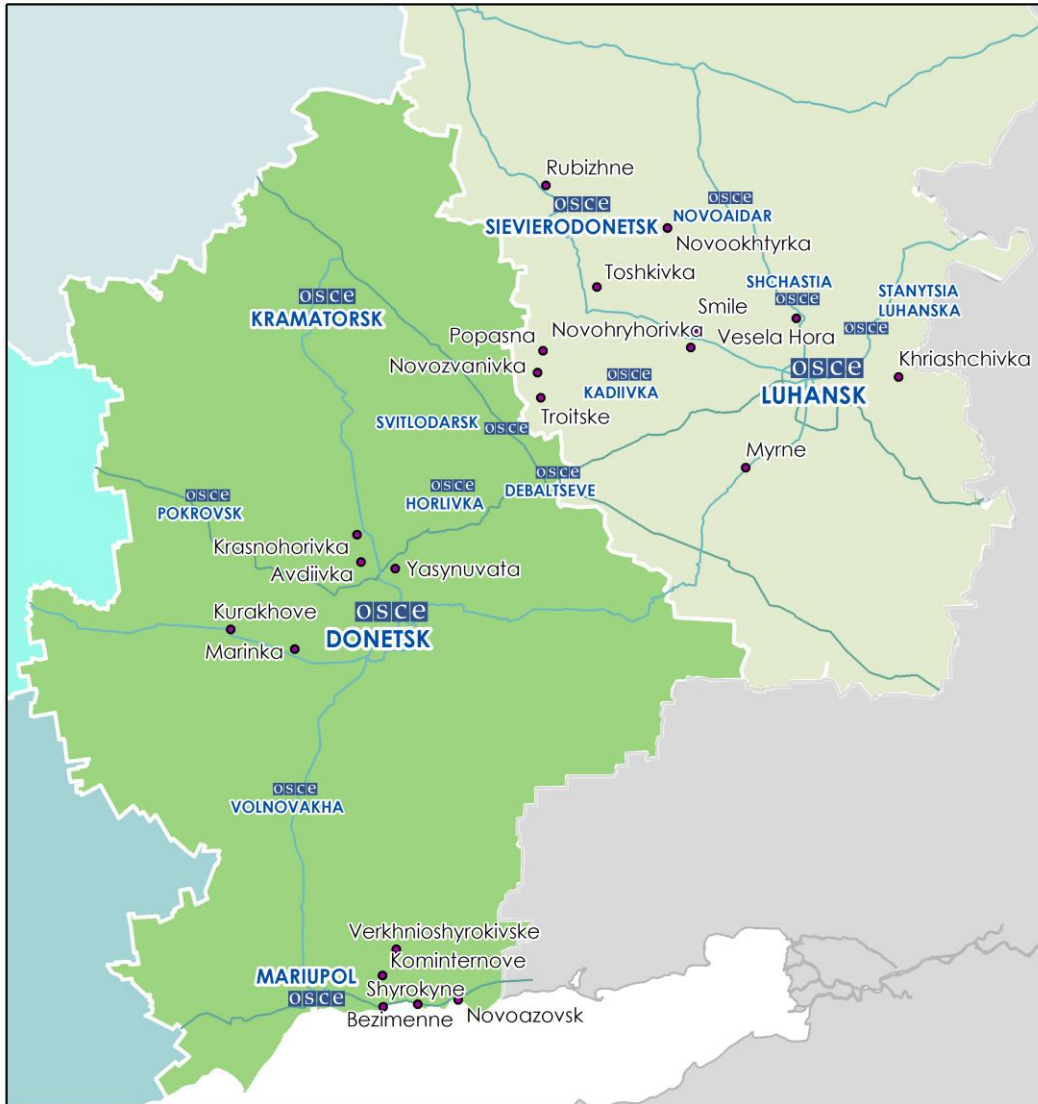 Rubizhne
osce
SIEVIERODONETSK
osce
NOVOAIDAR
Novookhtyrka
Toshkivka
SHCHASTIA
osce
STANYTSIA
LUHANSKA
osce
osce
KRAMATORSK
Smile
Popasna
Novohryhorivka
Vesela Hora
Novozvanivka
osce
KADIIVKA
osce
LUHANSK
Khriashchivka
Troitske
SVITLODARSK
osce
Myrne
osce
DEBALTSEVE
osce
HORLIVKA
osce
POKROVSK
Krasnohorivka
Avdiivka
Yasynuvata
Kurakhove
osce
DONETSK
Marinka
osce
VOLNOVAKHA
Verkhnioshyrokivske
Kominternove
MARIUPOL
osce
Shyrokyne
Bezimenne
Novoazovsk